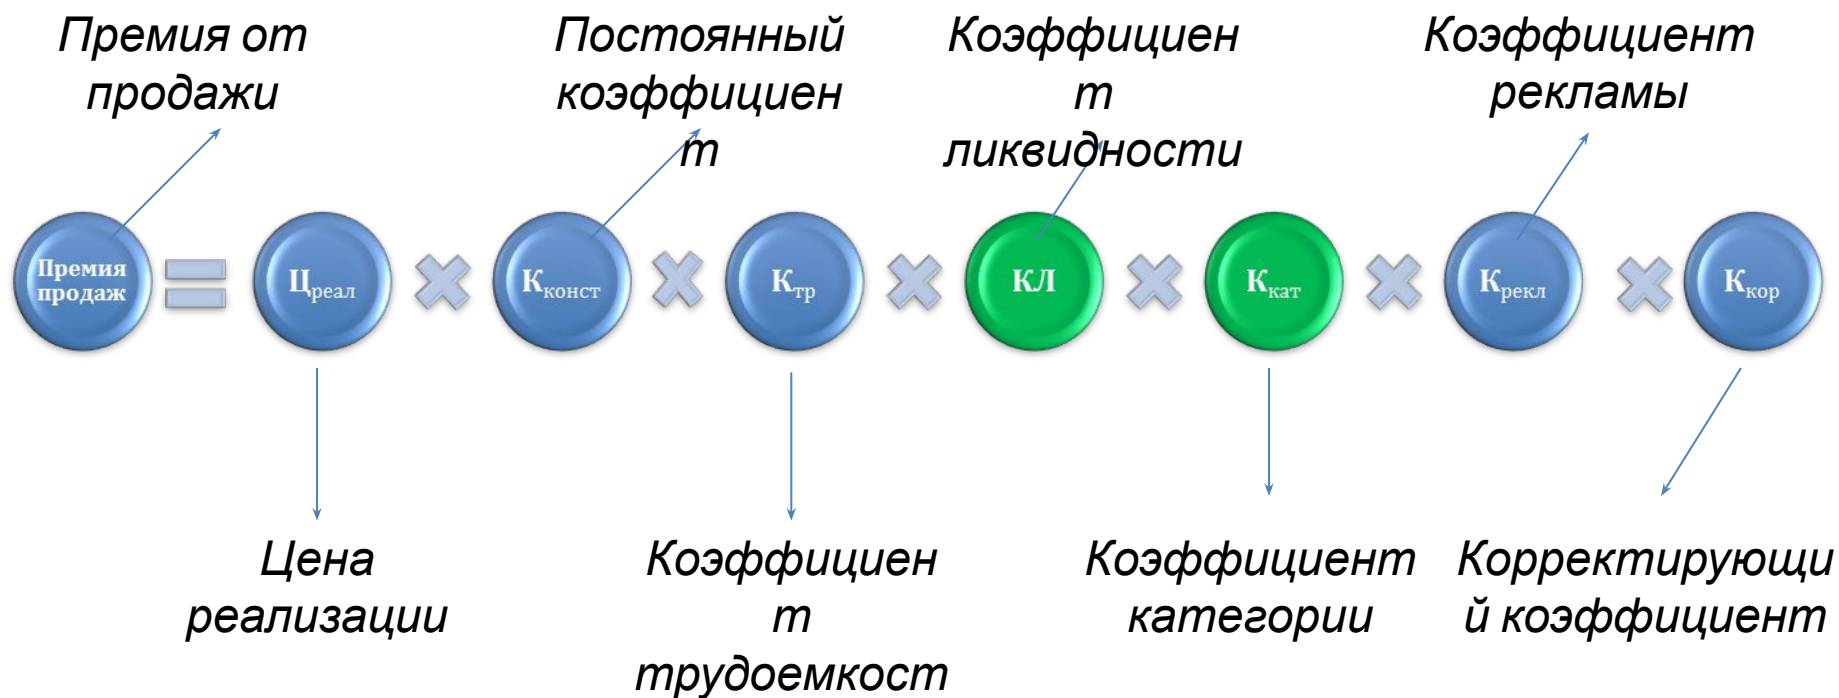 Премия от
продажи
Постоянный
коэффициен
т
Коэффициен
т
ликвидности
Коэффициент
рекламы
Премия
продаж
Цреал
Кконст
Ктр
КЛ
Ккат
Крекл
Ккор
Цена
реализации
Коэффициен
т
трудоемкост
Коэффициент
категории
Корректирующи
й коэффициент